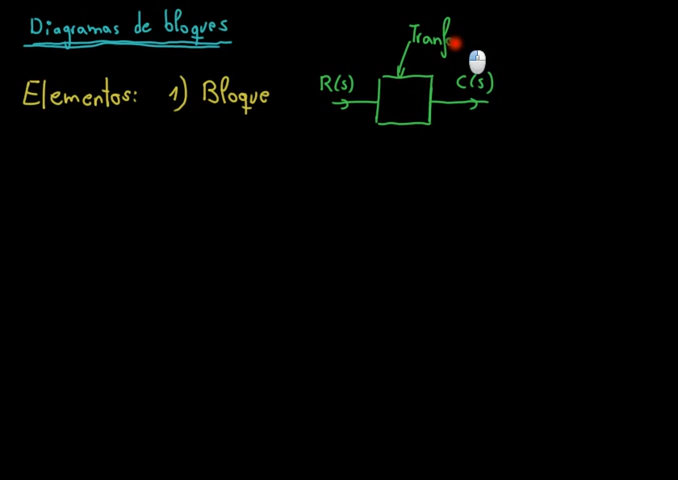 Diagramas de bloques
Tranf
Elementos: 1) Bloque
R(s) C(s)